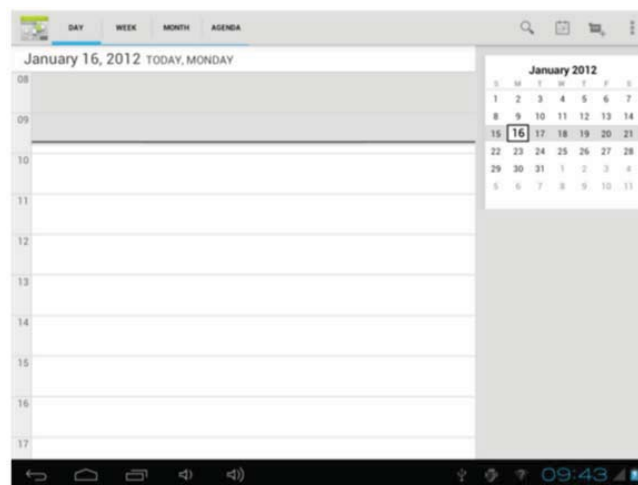 DAY WEEK MONTH AGENDA
January 16, 2012 TODAY, MONDAY
08
09
10
11
12
13
14
15
16
17
January 2012
S M T W T F S
1 2 3 4 5 6 7
8 9 10 11 12 13 14
15 16 17 18 19 20 21
22 23 24 25 26 27 28
29 30 31 1 2 3 4
5 6 7 8 9 10 11
09:43